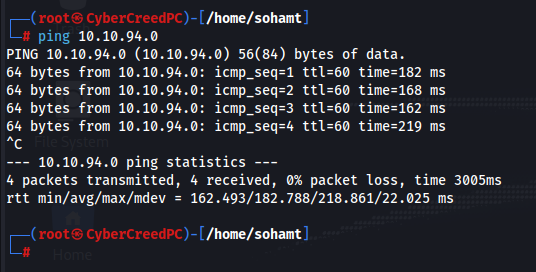 ┌──(root㉿CyberCreedPC)-[/home/sohamt]
└─# ping 10.10.94.0
PING 10.10.94.0 (10.10.94.0) 56(84) bytes of data.
64 bytes from 10.10.94.0: icmp_seq=1 ttl=60 time=182 ms
64 bytes from 10.10.94.0: icmp_seq=2 ttl=60 time=168 ms
64 bytes from 10.10.94.0: icmp_seq=3 ttl=60 time=162 ms
64 bytes from 10.10.94.0: icmp_seq=4 ttl=60 time=219 ms
^C
File System
--- 10.10.94.0 ping statistics ---
4 packets transmitted, 4 received, 0% packet loss, time 3005ms
rtt min/avg/max/mdev = 162.493/182.788/218.861/22.025 ms
┌──(root㉿CyberCreedPC)-[/home/sohamt]
└─#
Home